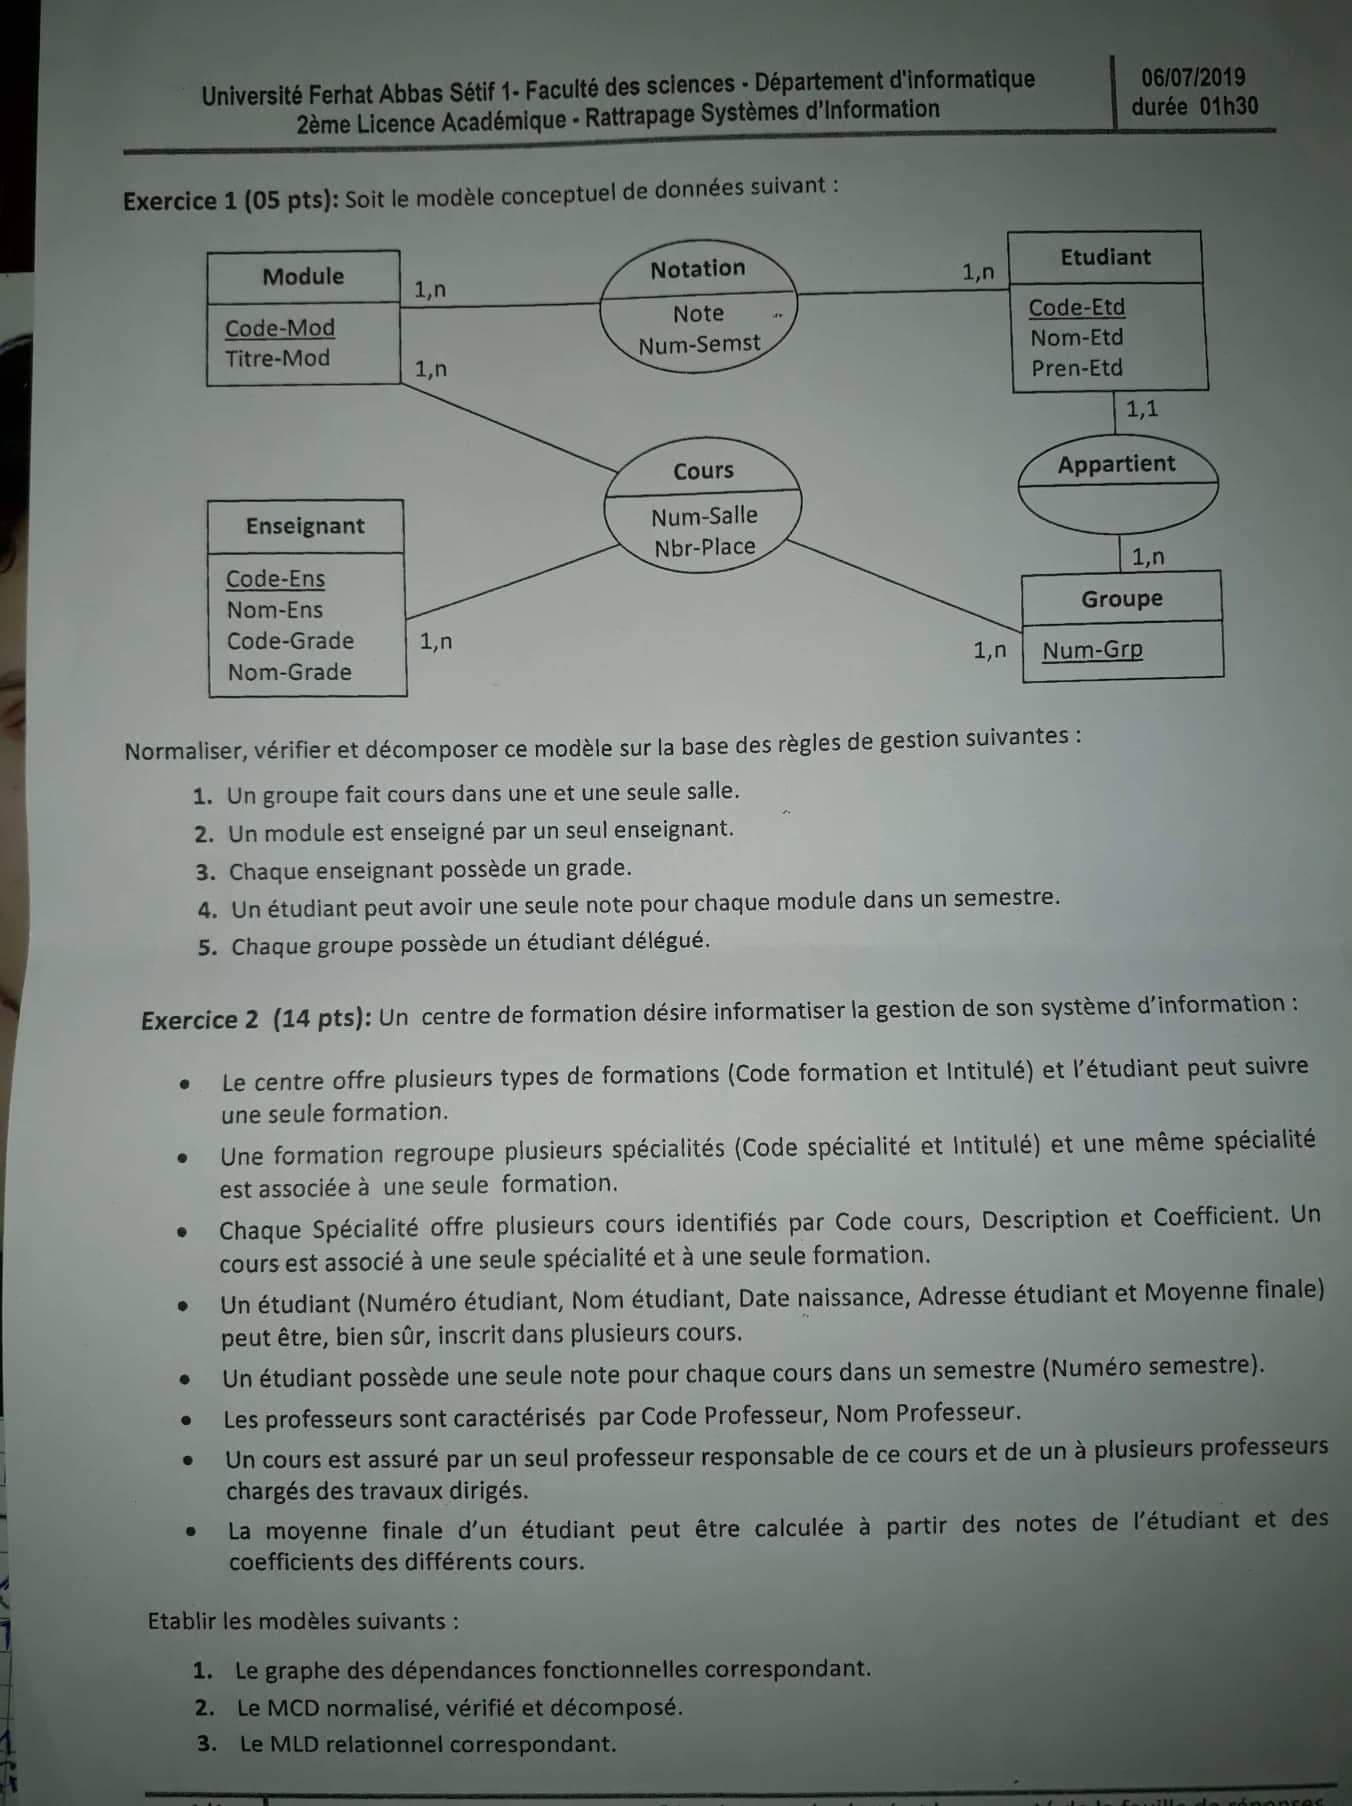 Université Ferhat Abbas Sétif 1- Faculté des sciences - Département d'informatique
2ème Licence Académique - Rattrapage Systèmes d'Information
06/07/2019
durée 01h30
Exercice 1 (05 pts): Soit le modèle conceptuel de données suivant :
Module
Code-Mod
Titre-Mod
1,n
1,n
Notation
Note
Num-Semst
1,n
Etudiant
Code-Etd
Nom-Etd
Pren-Etd
1,1
Cours
Num-Salle
Nbr-Place
Appartient
1,n
Enseignant
Code-Ens
Nom-Ens
Code-Grade
Nom-Grade
1,n
1,n
Groupe
Num-Grp
Normaliser, vérifier et décomposer ce modèle sur la base des règles de gestion suivantes :
1. Un groupe fait cours dans une et une seule salle.
2. Un module est enseigné par un seul enseignant.
3. Chaque enseignant possède un grade.
4. Un étudiant peut avoir une seule note pour chaque module dans un semestre.
5. Chaque groupe possède un étudiant délégué.
Exercice 2 (14 pts): Un centre de formation désire informatiser la gestion de son système d'information :
• Le centre offre plusieurs types de formations (Code formation et Intitulé) et l'étudiant peut suivre
une seule formation.
• Une formation regroupe plusieurs spécialités (Code spécialité et Intitulé) et une même spécialité
est associée à une seule formation.
• Chaque Spécialité offre plusieurs cours identifiés par Code cours, Description et Coefficient. Un
cours est associé à une seule spécialité et à une seule formation.
• Un étudiant (Numéro étudiant, Nom étudiant, Date naissance, Adresse étudiant et Moyenne finale)
peut être, bien sûr, inscrit dans plusieurs cours.
• Un étudiant possède une seule note pour chaque cours dans un semestre (Numéro semestre).
• Les professeurs sont caractérisés par Code Professeur, Nom Professeur.
• Un cours est assuré par un seul professeur responsable de ce cours et de un à plusieurs professeurs
chargés des travaux dirigés.
• La moyenne finale d'un étudiant peut être calculée à partir des notes de l'étudiant et des
coefficients des différents cours.
Etablir les modèles suivants :
1. Le graphe des dépendances fonctionnelles correspondant.
2. Le MCD normalisé, vérifié et décomposé.
3. Le MLD relationnel correspondant.